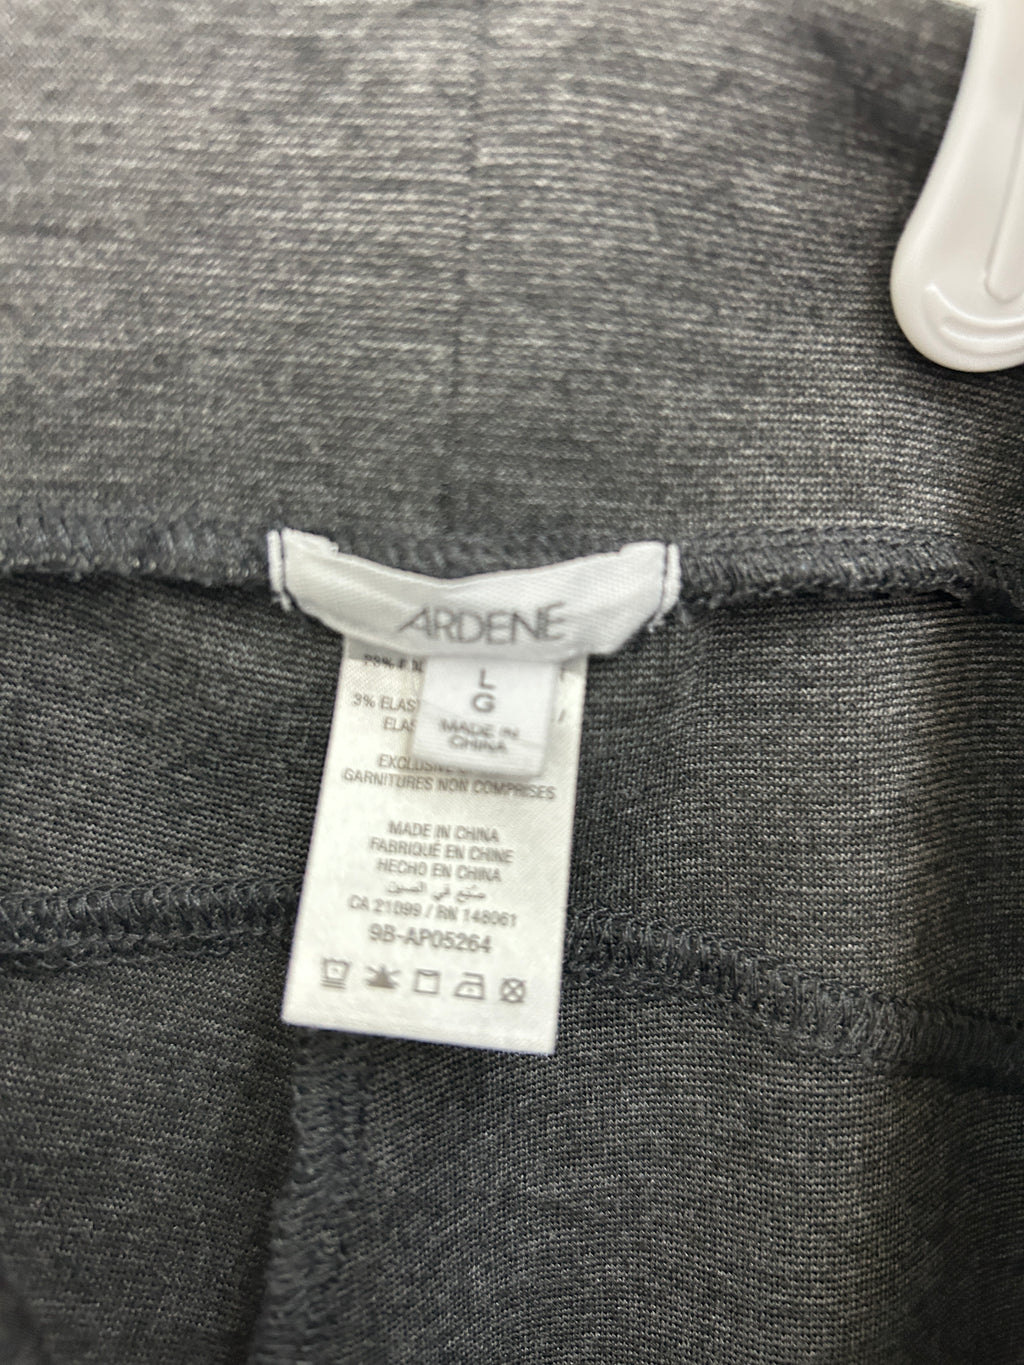 ARDENE
L
G
MADE IN
CHINA
3% ELAS
ELAS
EXCLUSIVE
GARNITURES NON COMPRISES
MADE IN CHINA
FABRIQUÉ EN CHINE
HECHO EN CHINA
صنع في الصين
CA 21099 / RN 148061
9B-AP05264